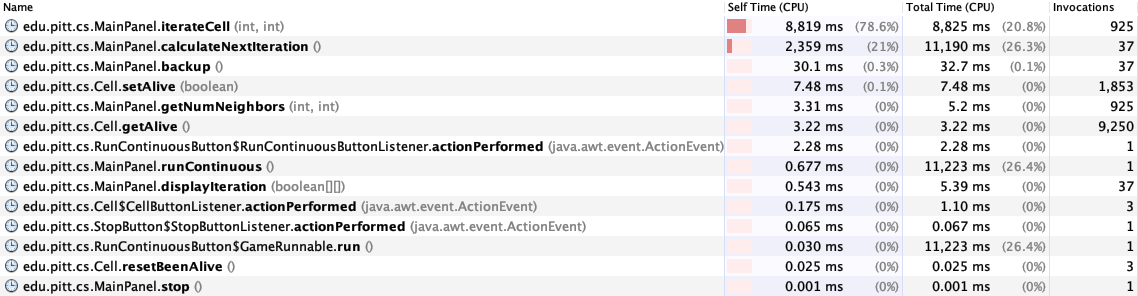 Name Self Time (CPU) Total Time (CPU) Invocations
edu.pitt.cs.MainPanel.iterateCell (int, int) 8,819 ms (78.6%) 8,825 ms (20.8%) 925
edu.pitt.cs.MainPanel.calculateNextIteration () 2,359 ms (21%) 11,190 ms (26.3%) 37
edu.pitt.cs.MainPanel.backup () 30.1 ms (0.3%) 32.7 ms (0.1%) 37
edu.pitt.cs.Cell.setAlive (boolean) 7.48 ms (0.1%) 7.48 ms (0%) 1,853
edu.pitt.cs.MainPanel.getNumNeighbors (int, int) 3.31 ms (0%) 5.2 ms (0%) 925
edu.pitt.cs.Cell.getAlive () 3.22 ms (0%) 3.22 ms (0%) 9,250
edu.pitt.cs.RunContinuousButton$RunContinuousButtonListener.actionPerformed (java.awt.event.ActionEvent) 2.28 ms (0%) 2.28 ms (0%) 1
edu.pitt.cs.MainPanel.runContinuous () 0.677 ms (0%) 11,223 ms (26.4%) 1
edu.pitt.cs.MainPanel.displayIteration (boolean[][]) 0.543 ms (0%) 5.39 ms (0%) 37
edu.pitt.cs.Cell$CellButtonListener.actionPerformed (java.awt.event.ActionEvent) 0.175 ms (0%) 1.10 ms (0%) 3
edu.pitt.cs.StopButton$StopButtonListener.actionPerformed (java.awt.event.ActionEvent) 0.065 ms (0%) 0.067 ms (0%) 1
edu.pitt.cs.RunContinuousButton$GameRunnable.run () 0.030 ms (0%) 11,223 ms (26.4%) 1
edu.pitt.cs.Cell.resetBeenAlive () 0.025 ms (0%) 0.025 ms (0%) 3
edu.pitt.cs.MainPanel.stop () 0.001 ms (0%) 0.001 ms (0%) 1